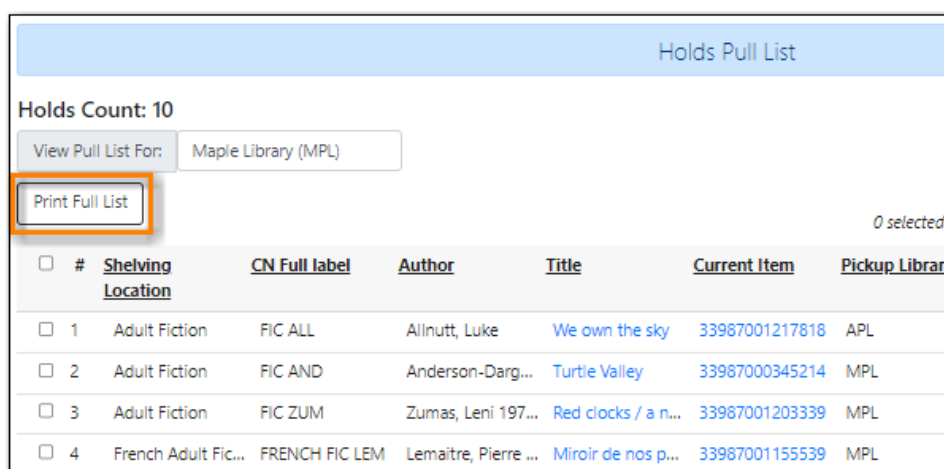 Holds Pull List
Holds Count: 10
View Pull List For: Maple Library (MPL)
Print Full List
0 selected
# Shelving Location CN Full label Author Title Current Item Pickup Librar
1 Adult Fiction FIC ALL Allnutt, Luke We own the sky 33987001217818 APL
2 Adult Fiction FIC AND Anderson-Darg... Turtle Valley 33987000345214 MPL
3 Adult Fiction FIC ZUM Zumas, Leni 197... Red clocks / a n... 33987001203339 MPL
4 French Adult Fic... FRENCH FIC LEM Lemaitre, Pierre ... Miroir de nos p... 33987001155539 MPL